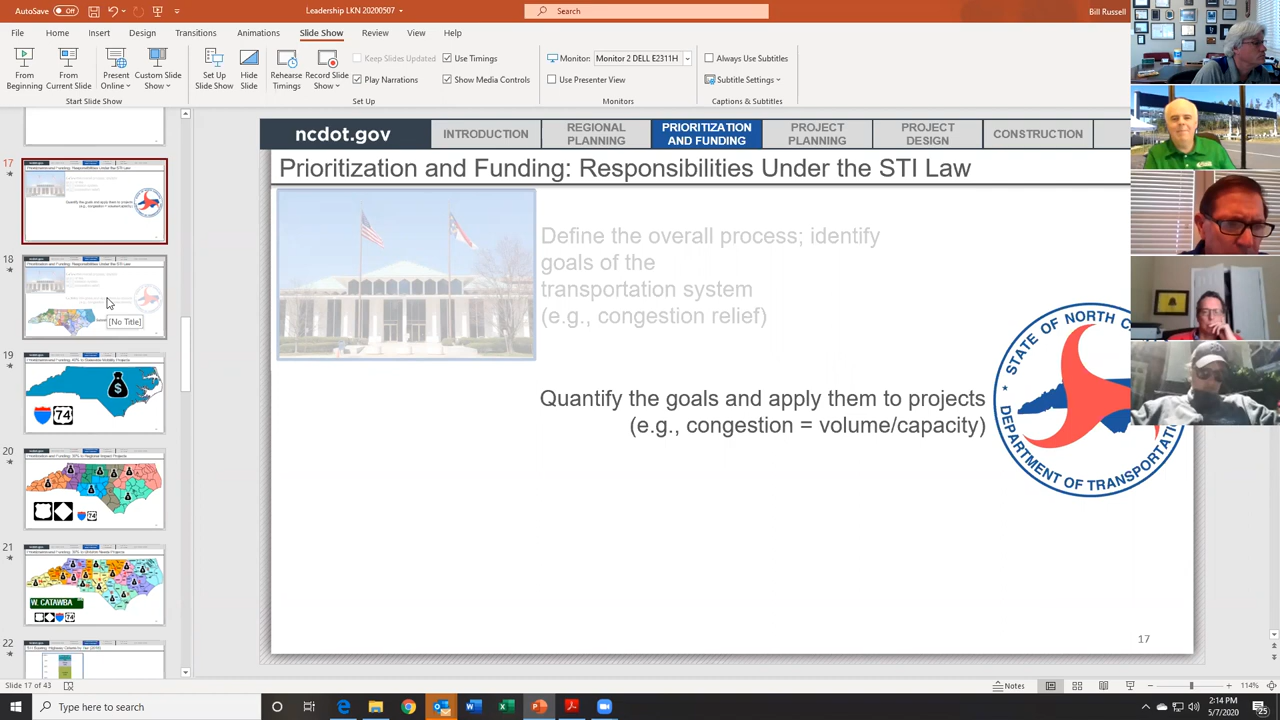 AutoSave Off Leadership LKN 20200507 Search Bill Russell
File Home Insert Design Transitions Animations Slide Show Review View Help
From Beginning
From Current Slide
Present Online
Custom Slide Show
Start Slide Show
Set Up Slide Show
Hide Slide
Rehearse Timings
Record Slide Show
Keep Slides Updated
Play Narrations
Use Timings
Show Media Controls
Set Up
Monitor: Monitor 2 DELL E2311H
Use Presenter View
Monitors
Always Use Subtitles
Subtitle Settings
Captions & Subtitles
17
18
[No Title]
19
$
74
20
74
21
W. CATAWBA
74
22
ncdot.gov
INTRODUCTION
REGIONAL
PLANNING
PRIORITIZATION
AND FUNDING
PROJECT
PLANNING
PROJECT
DESIGN
CONSTRUCTION
Prioritization and Funding: Responsibilities Under the STI Law
Define the overall process; identify
goals of the
transportation system
(e.g., congestion relief)
Quantify the goals and apply them to projects
(e.g., congestion = volume/capacity)
STATE OF NORTH C
DEPARTMENT OF TRANSPORTATION
17
Slide 17 of 43
Notes
114%
Type here to search
2:14 PM
5/7/2020